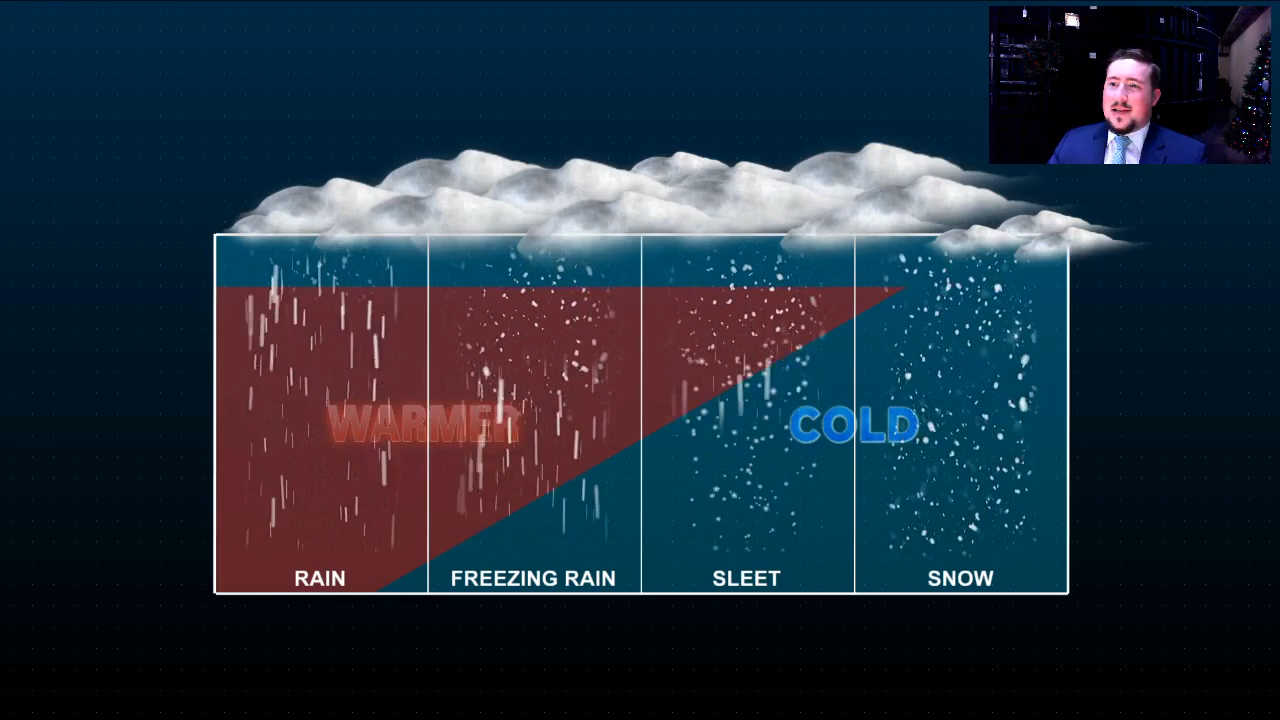 WARMER
COLD
RAIN
FREEZING RAIN
SLEET
SNOW